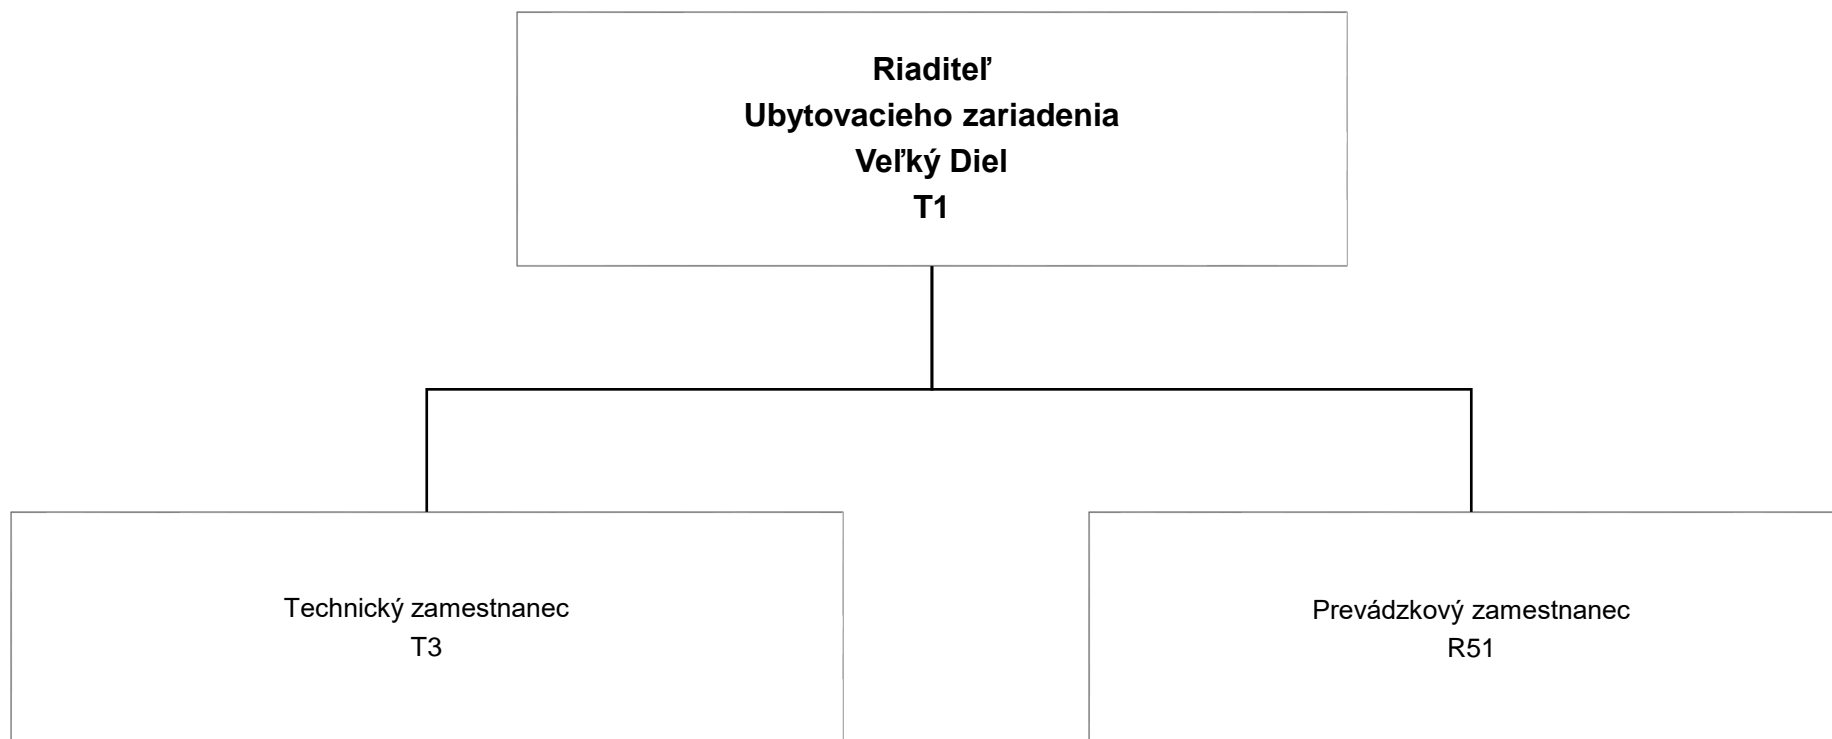 Riaditeľ
Ubytovacieho zariadenia
Veľký Diel
T1
Technický zamestnanec
T3
Prevádzkový zamestnanec
R51